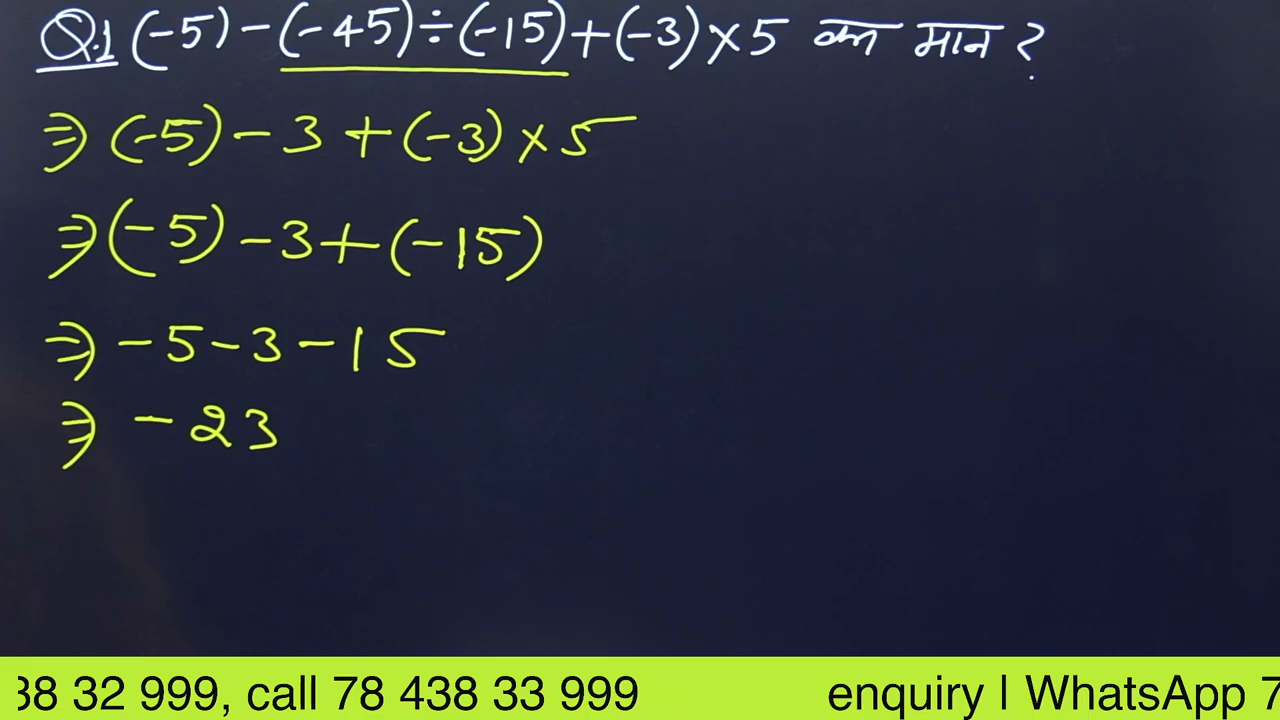 Q.1 (-5)-(-45)÷(-15)+(-3)×5 का मान ?
⇒ (-5)-3+(-3)×5
⇒ (-5)-3+(-15)
⇒ -5-3-15
⇒ -23
38 32 999, call 78 438 33 999 enquiry | WhatsApp 7